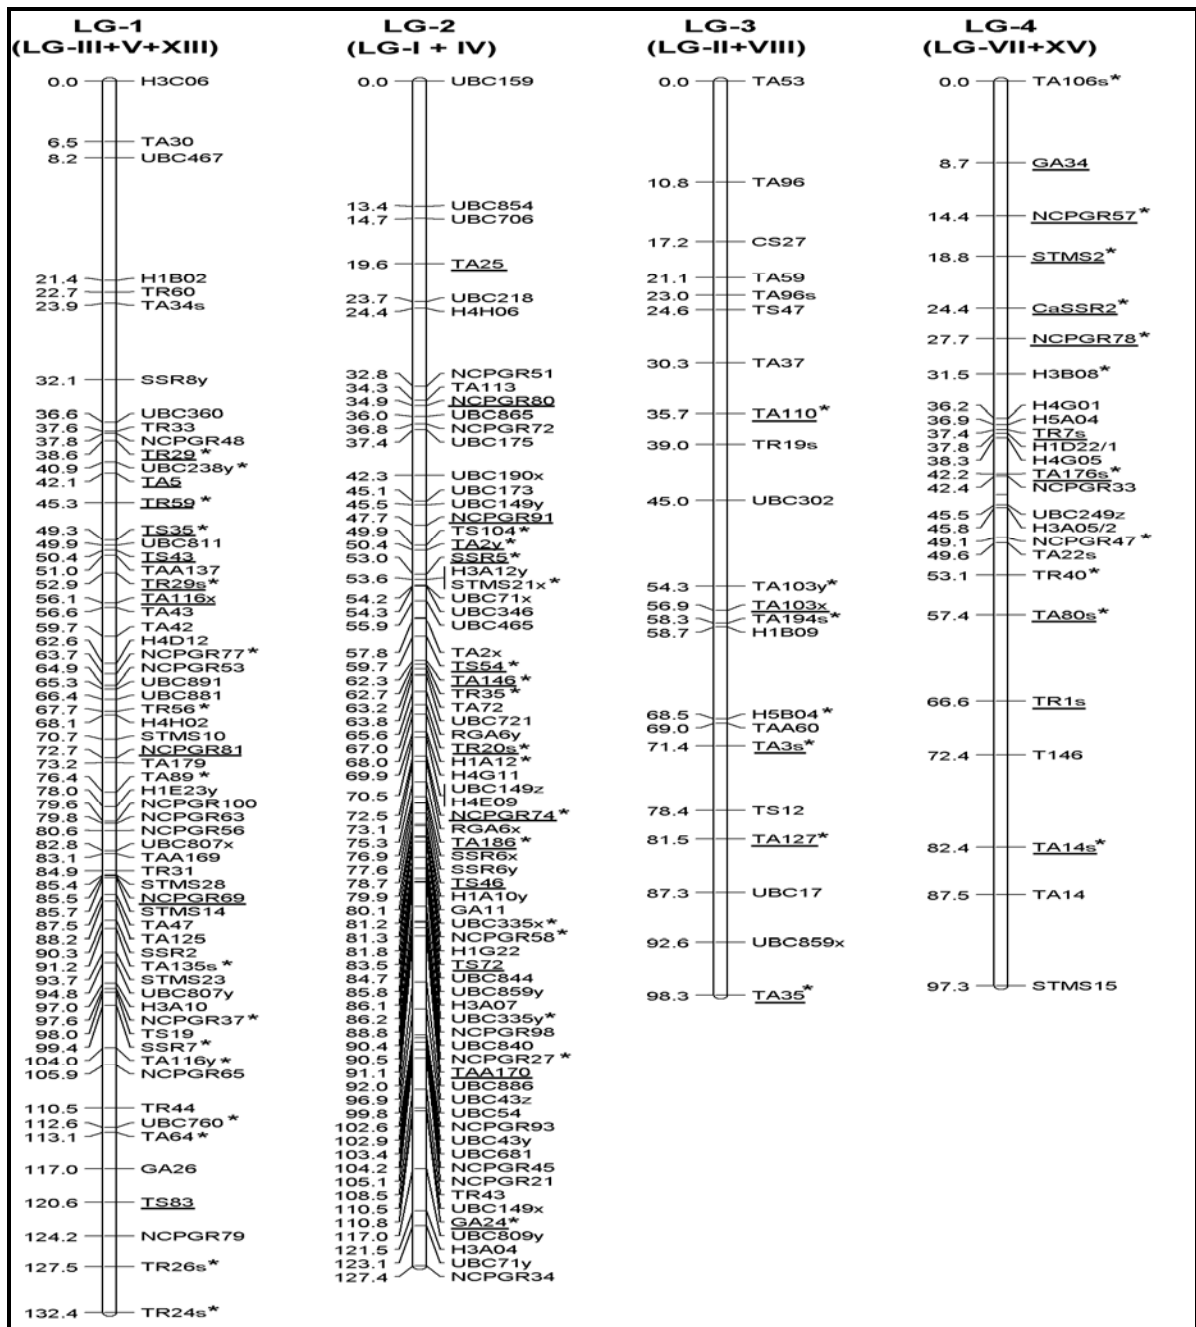 LG-1
(LG-III+V+XIII)
0.0 H3C06
6.5 TA30
8.2 UBC467
21.4 H1B02
22.7 TR60
23.9 TA34s
32.1 SSR8y
36.6 UBC360
37.6 TR33
37.8 NCPGR48
38.6 TR29*
40.9 UBC238y*
42.1 TA5
45.3 TR59*
49.3 TS35*
49.9 UBC811
50.4 TS43
51.0 TAA137
52.9 TR29s*
56.1 TA116x
56.6 TA43
59.7 TA42
62.6 H4D12
63.7 NCPGR77*
64.9 NCPGR53
65.3 UBC891
66.4 UBC881
67.7 TR56*
68.1 H4H02
70.7 STMS10
72.7 NCPGR81
73.2 TA179
76.4 TA89*
78.0 H1E23y
79.6 NCPGR100
79.8 NCPGR63
80.6 NCPGR56
82.8 UBC807x
83.1 TAA169
84.9 TR31
85.4 STMS28
85.5 NCPGR69
85.7 STMS14
87.5 TA47
88.2 TA125
90.3 SSR2
91.2 TA135s*
93.7 STMS23
94.8 UBC807y
97.0 H3A10
97.6 NCPGR37*
98.0 TS19
99.4 SSR7*
104.0 TA116y*
105.9 NCPGR65
110.5 TR44
112.6 UBC760*
113.1 TA64*
117.0 GA26
120.6 TS83
124.2 NCPGR79
127.5 TR26s*
132.4 TR24s*
LG-2
(LG-I + IV)
0.0 UBC159
13.4 UBC854
14.7 UBC706
19.6 TA25
23.7 UBC218
24.4 H4H06
32.8 NCPGR51
34.3 TA113
34.9 NCPGR80
36.0 UBC865
36.8 NCPGR72
37.4 UBC175
42.3 UBC190x
45.1 UBC173
45.5 UBC149y
47.7 NCPGR91
49.9 TS104*
50.4 TA2y*
53.0 SSR5*
53.6 H3A12y
STMS21x*
54.2 UBC71x
54.3 UBC346
55.9 UBC465
57.8 TA2x
59.7 TS54*
62.3 TA146*
62.7 TR35*
63.2 TA72
63.8 UBC721
65.6 RGA6y
67.0 TR20s*
68.0 H1A12*
69.9 H4G11
70.5 UBC149z
H4E09
72.5 NCPGR74*
73.1 RGA6x
75.3 TA186*
76.9 SSR6x
77.6 SSR6y
78.7 TS46
79.9 H1A10y
80.1 GA11
81.2 UBC335x*
81.3 NCPGR58*
81.8 H1G22
83.5 TS72
84.7 UBC844
85.8 UBC859y
86.1 H3A07
86.2 UBC335y*
88.8 NCPGR98
90.4 UBC840
90.5 NCPGR27*
91.1 TAA170
92.0 UBC886
96.9 UBC43z
99.8 UBC54
102.6 NCPGR93
102.9 UBC43y
103.4 UBC681
104.2 NCPGR45
105.1 NCPGR21
108.5 TR43
110.5 UBC149x
110.8 GA24*
117.0 UBC809y
121.5 H3A04
123.1 UBC71y
127.4 NCPGR34
LG-3
(LG-II+VIII)
0.0 TA53
10.8 TA96
17.2 CS27
21.1 TA59
23.0 TA96s
24.6 TS47
30.3 TA37
35.7 TA110*
39.0 TR19s
45.0 UBC302
54.3 TA103y*
56.9 TA103x
58.3 TA194s*
58.7 H1B09
68.5 H5B04*
69.0 TAA60
71.4 TA3s*
78.4 TS12
81.5 TA127*
87.3 UBC17
92.6 UBC859x
98.3 TA35*
LG-4
(LG-VII+XV)
0.0 TA106s*
8.7 GA34
14.4 NCPGR57*
18.8 STMS2*
24.4 CaSSR2*
27.7 NCPGR78*
31.5 H3B08*
36.2 H4G01
36.9 H5A04
37.4 TR7s
37.8 H1D22/1
38.3 H4G05
42.2 TA176s*
42.4 NCPGR33
45.5 UBC249z
45.8 H3A05/2
49.1 NCPGR47*
49.6 TA22s
53.1 TR40*
57.4 TA80s*
66.6 TR1s
72.4 T146
82.4 TA14s*
87.5 TA14
97.3 STMS15